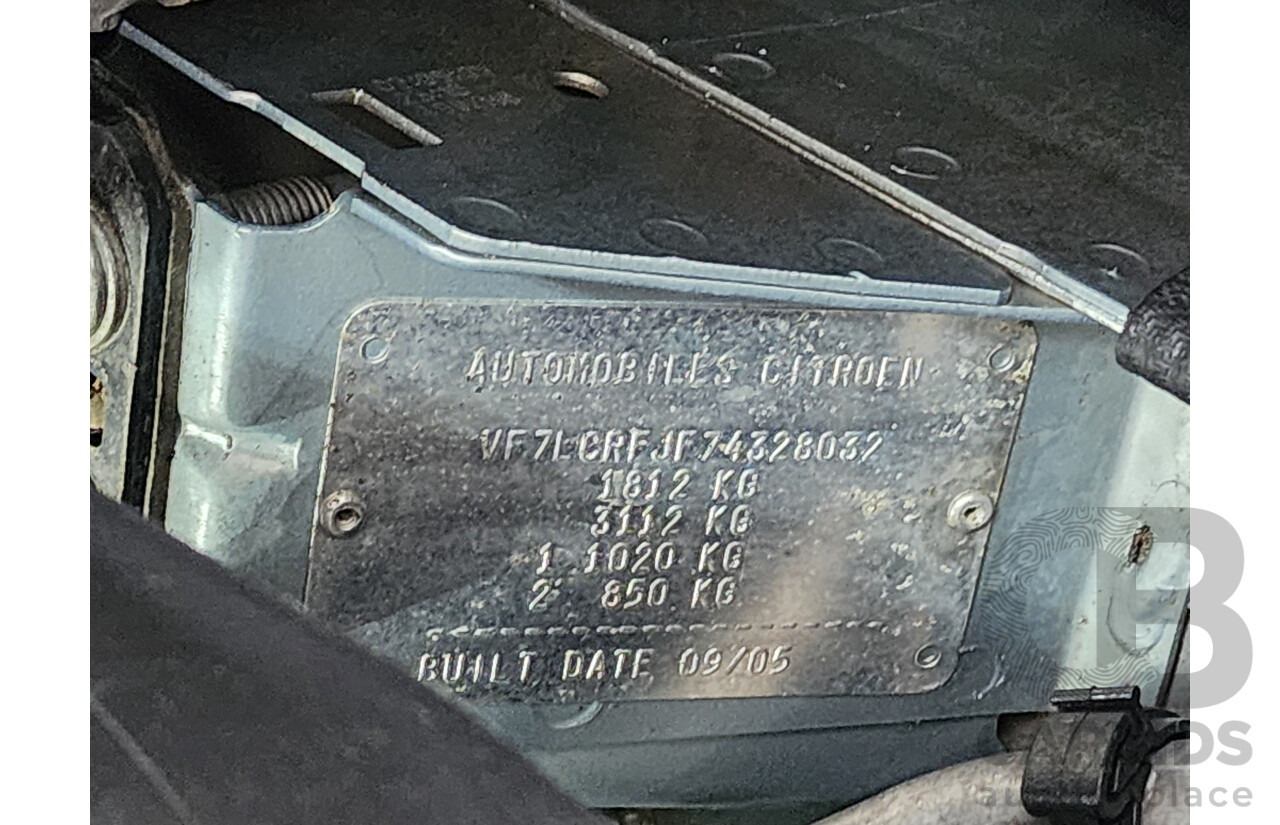 AUTOMOBILES CITROEN
VF7LCRFJF74328032
1812 KG
3112 KG
1 1020 KG
2 850 KG
BUILT DATE 09/05